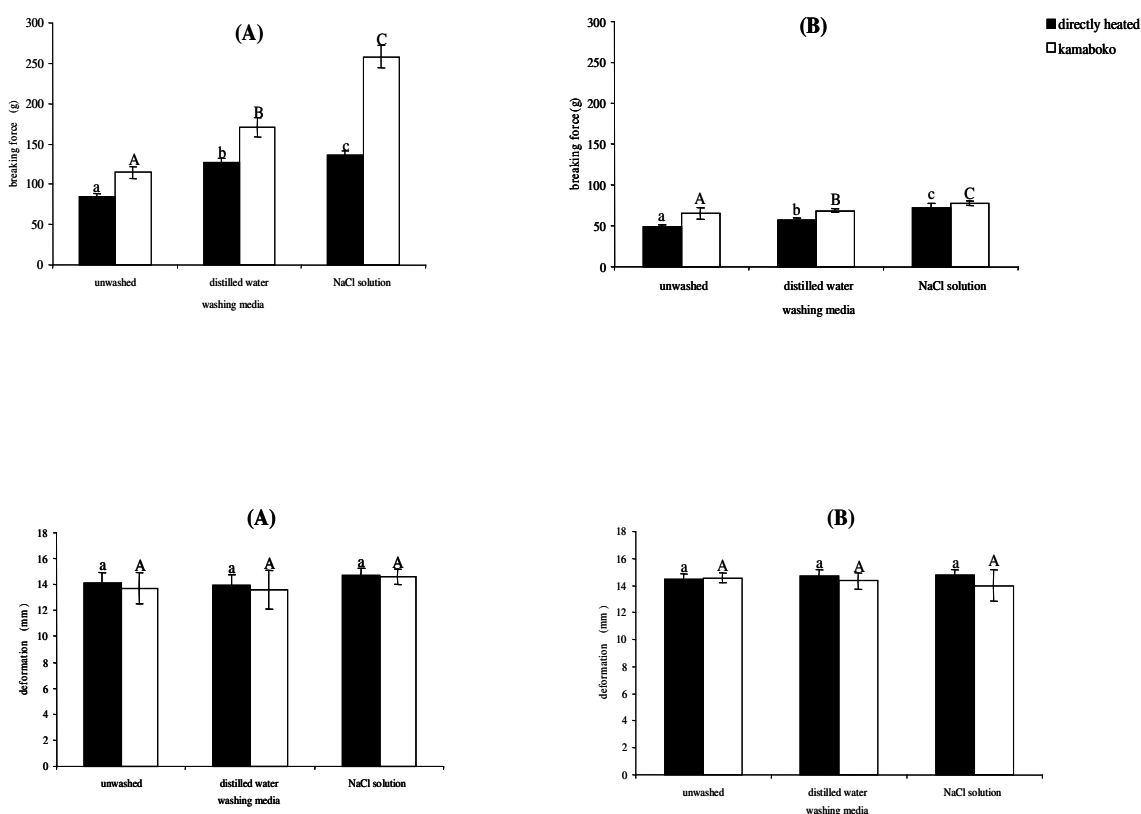 (A)
300
250
200
150
100
50
0
breaking force (g)
a
A
b
B
c
C
unwashed
distilled water
NaCl solution
washing media
(B)
300
250
200
150
100
50
0
breaking force(g)
a
A
b
B
c
C
unwashed
distilled water
NaCl solution
washing media
directly heated
kamaboko
(A)
18
16
14
12
10
8
6
4
2
0
deformation (mm)
a
A
a
A
a
A
unwashed
distilled water
NaCl solution
washing media
(B)
18
16
14
12
10
8
6
4
2
0
deformation (mm)
a
A
a
A
a
A
unwashed
distilled water
NaCl solution
washing media